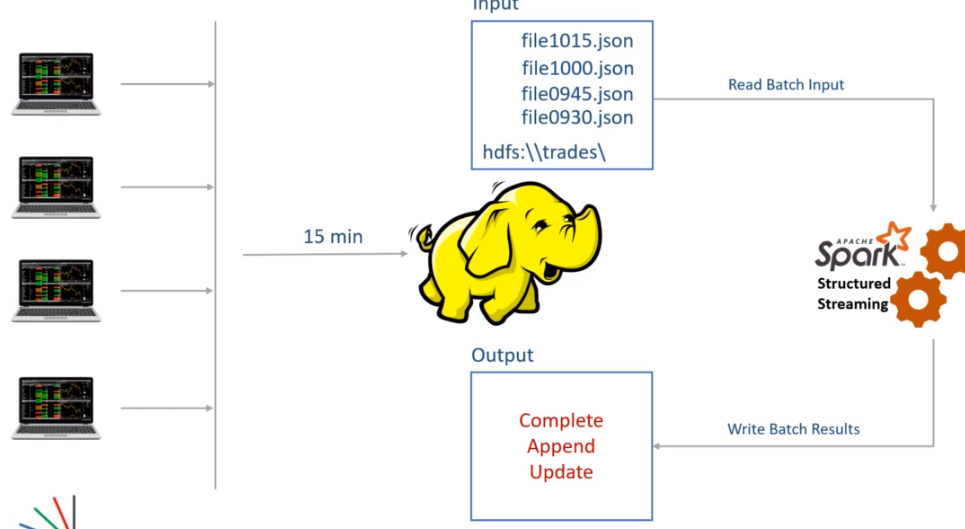 Input
file1015.json
file1000.json
file0945.json
file0930.json
hdfs:\\trades\
Read Batch Input
15 min
APACHE
Spark
Structured
Streaming
Output
Complete
Append
Update
Write Batch Results